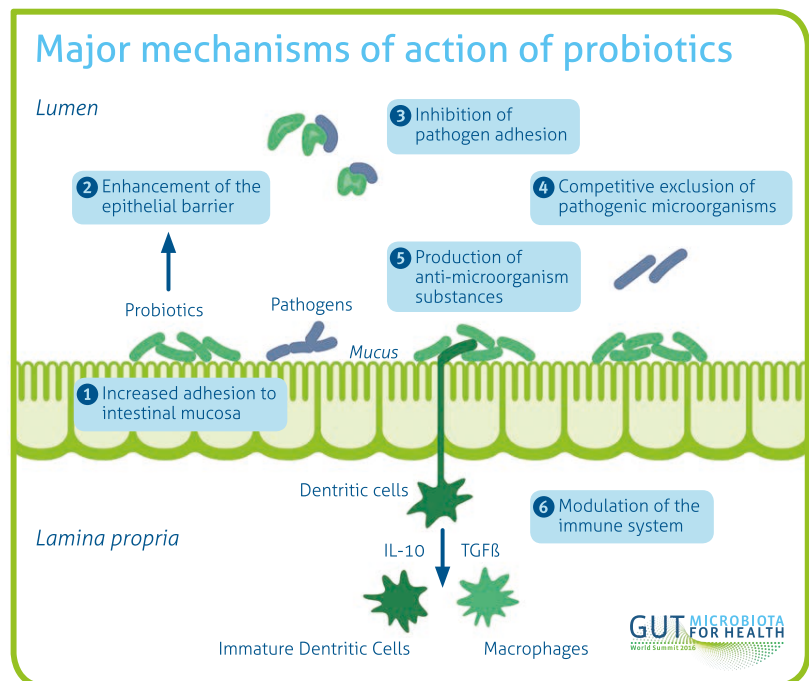 Major mechanisms of action of probiotics
Lumen
3 Inhibition of
pathogen adhesion
2 Enhancement of the
epithelial barrier
4 Competitive exclusion of
pathogenic microorganisms
5 Production of
anti-microorganism
substances
Probiotics
Pathogens
Mucus
1 Increased adhesion to
intestinal mucosa
Dentritic cells
6 Modulation of the
immune system
Lamina propria
IL-10
TGFß
Immature Dentritic Cells
Macrophages
GUT MICROBIOTA
FOR HEALTH
World Summit 2016